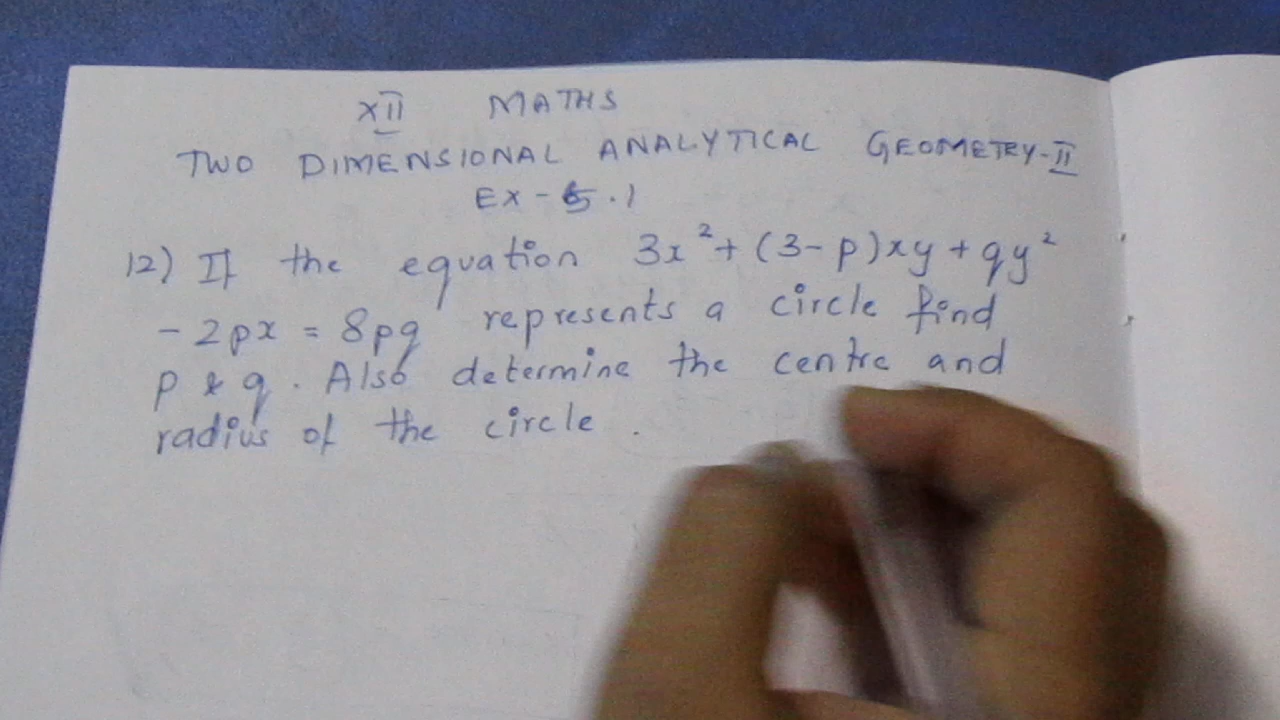 XII MATHS
TWO DIMENSIONAL ANALYTICAL GEOMETRY-II
EX - 5.1
12) If the equation 3x² + (3-p)xy + qy²
- 2px = 8pq represents a circle find
p & q. Also determine the centre and
radius of the circle.